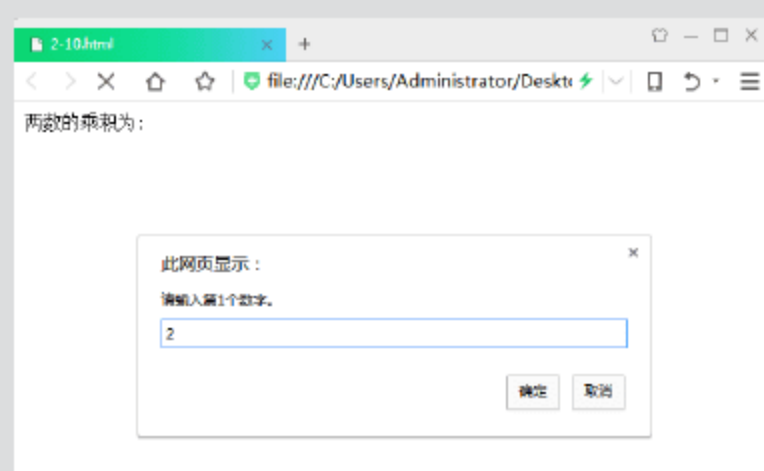 2-10.html
file:///C:/Users/Administrator/Deskt
两数的乘积为：
此网页显示：
请输入第1个数字。
2
确定 取消